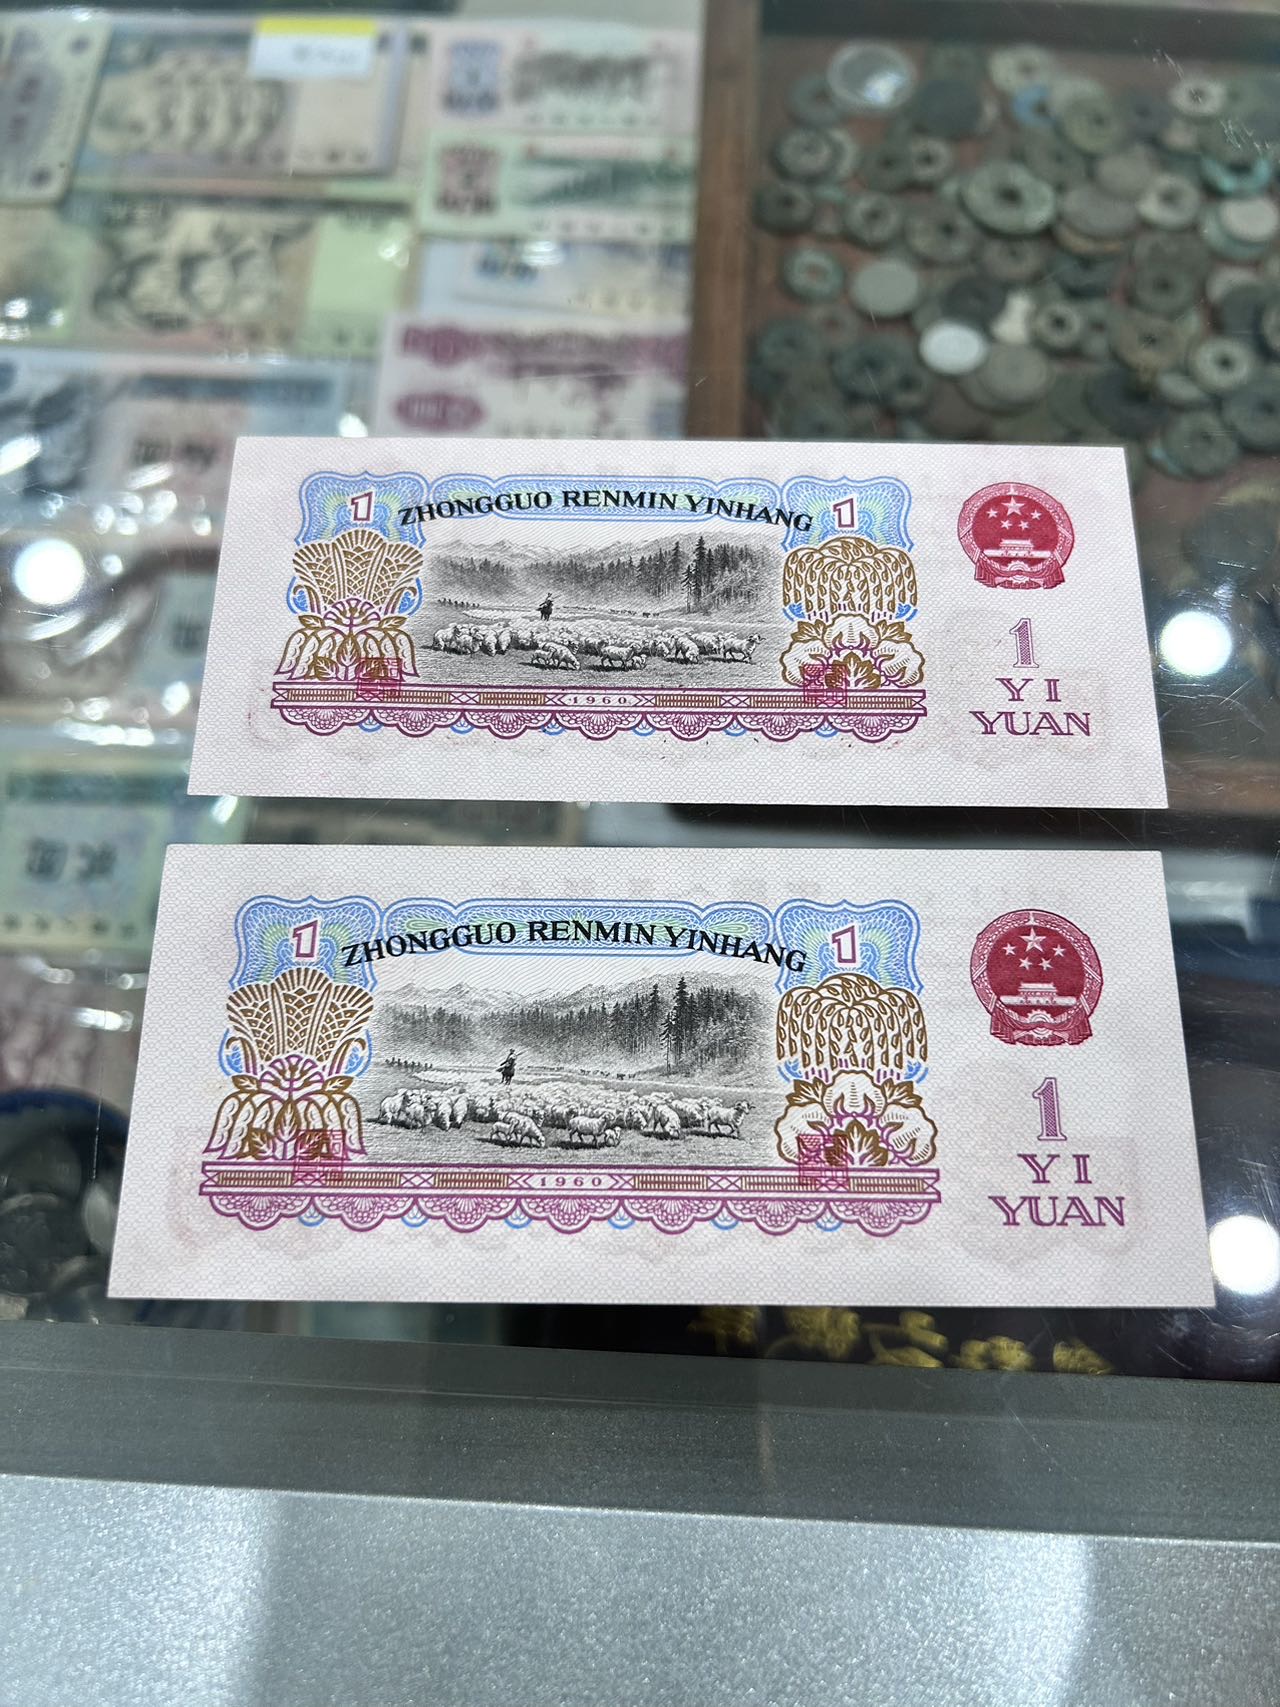 1 ZHONGGUO RENMIN YINHANG 1
1
YI
YUAN
1960
1 ZHONGGUO RENMIN YINHANG 1
1
YI
YUAN
1960